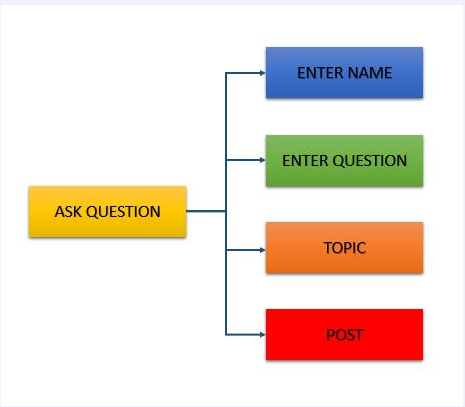 ENTER NAME
ENTER QUESTION
ASK QUESTION
TOPIC
POST